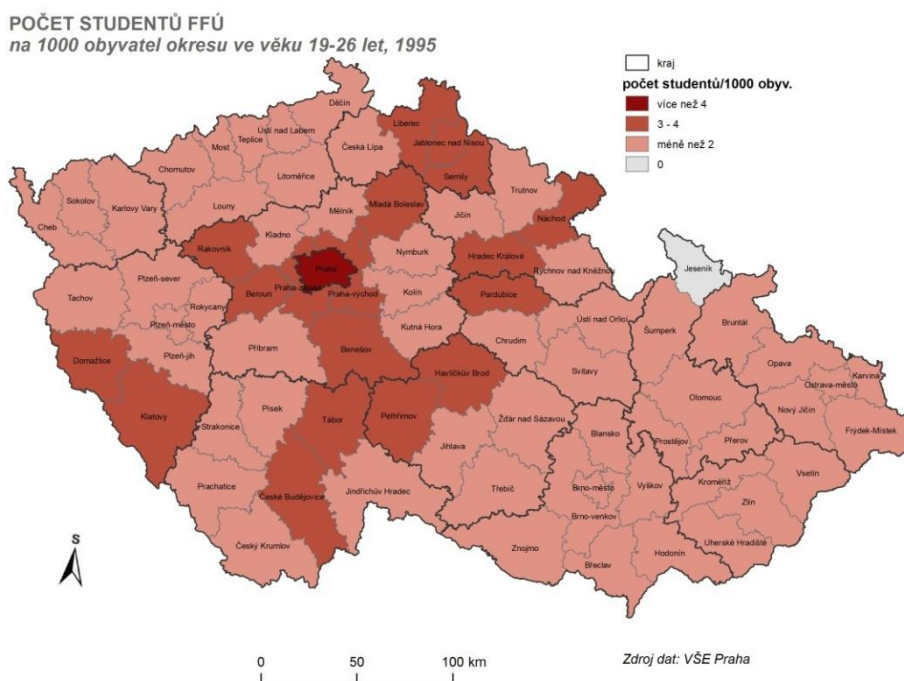 POČET STUDENTŮ FFÚ
na 1000 obyvatel okresu ve věku 19-26 let, 1995
kraj
počet studentů/1000 obyv.
více než 4
3 - 4
méně než 2
0
Děčín
Liberec
Ústí nad Labem
Teplice
Most
Jablonec nad Nisou
Česká Lípa
Chomutov
Litoměřice
Semily
Trutnov
Sokolov
Karlovy Vary
Louny
Mladá Boleslav
Jičín
Náchod
Mělník
Cheb
Kladno
Rakovník
Nymburk
Hradec Králové
Jeseník
Praha
Rychnov nad Kněžnou
Plzeň-sever
Beroun
Praha-východ
Kolín
Pardubice
Tachov
Rokycany
Ústí nad Orlicí
Plzeň-město
Kutná Hora
Šumperk
Bruntál
Chrudim
Příbram
Benešov
Plzeň-jih
Domažlice
Opava
Svitavy
Havlíčkův Brod
Karviná
Ostrava-město
Olomouc
Nový Jičín
Klatovy
Písek
Tábor
Pelhřimov
Žďár nad Sázavou
Strakonice
Frýdek-Místek
Blansko
Prostějov
Přerov
Jihlava
Vsetín
Prachatice
České Budějovice
Jindřichův Hradec
Třebíč
Brno-město
Vyškov
Kroměříž
Zlín
Brno-venkov
Český Krumlov
Znojmo
Uherské Hradiště
Hodonín
Břeclav
S
0 50 100 km
Zdroj dat: VŠE Praha